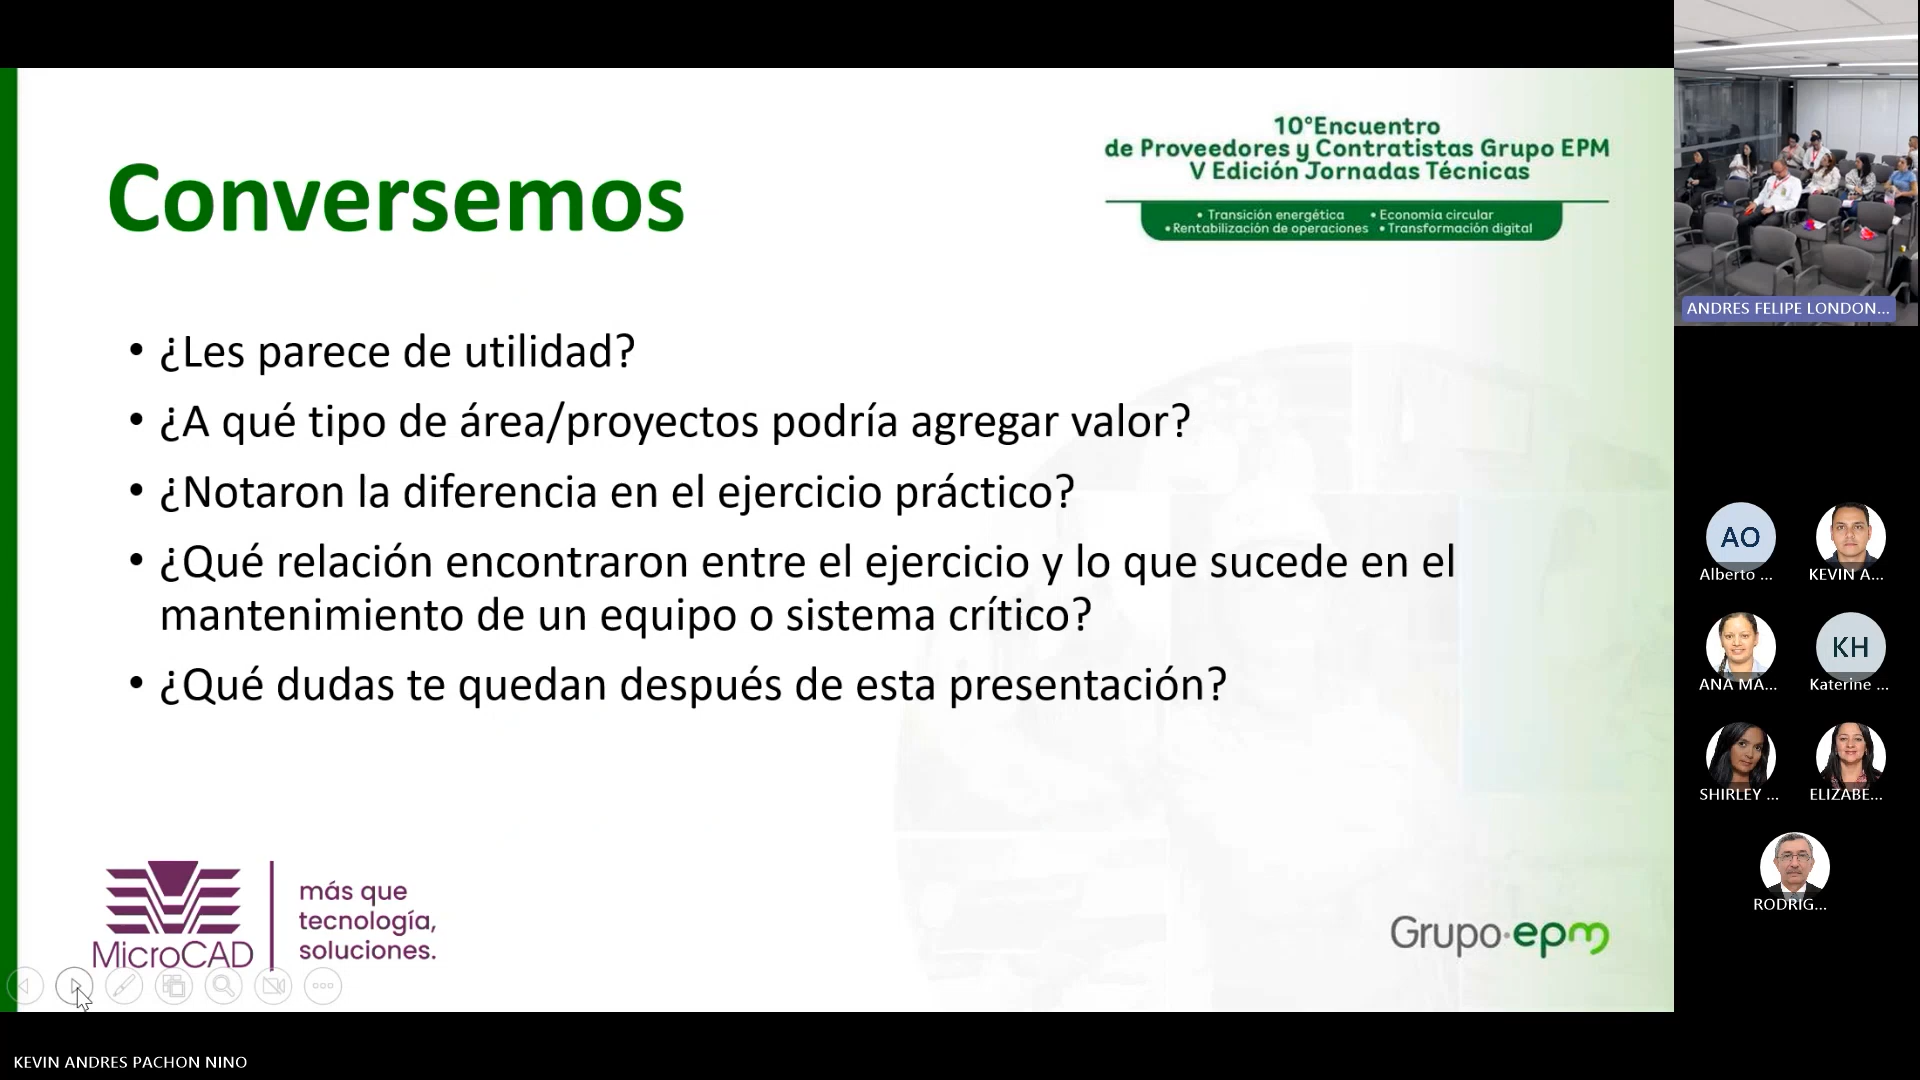 10°Encuentro
de Proveedores y Contratistas Grupo EPM
V Edición Jornadas Técnicas
• Transición energética • Economía circular
• Rentabilización de operaciones • Transformación digital
Conversemos
• ¿Les parece de utilidad?
• ¿A qué tipo de área/proyectos podría agregar valor?
• ¿Notaron la diferencia en el ejercicio práctico?
• ¿Qué relación encontraron entre el ejercicio y lo que sucede en el
mantenimiento de un equipo o sistema crítico?
• ¿Qué dudas te quedan después de esta presentación?
MicroCAD
más que
tecnología,
soluciones.
Grupo·epm
KEVIN ANDRES PACHON NINO
ANDRES FELIPE LONDON...
AO
Alberto ...
KEVIN A...
ANA MA...
KH
Katerine ...
SHIRLEY ...
ELIZABE...
RODRIG...